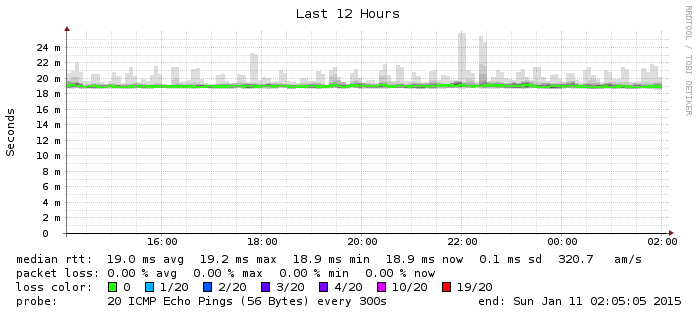 Last 12 Hours
RRDTOOL / TOBI OETIKER
Seconds
24 m
22 m
20 m
18 m
16 m
14 m
12 m
10 m
8 m
6 m
4 m
2 m
0
16:00 18:00 20:00 22:00 00:00 02:00
median rtt: 19.0 ms avg 19.2 ms max 18.9 ms min 18.9 ms now 0.1 ms sd 320.7 am/s
packet loss: 0.00 % avg 0.00 % max 0.00 % min 0.00 % now
loss color: 0 1/20 2/20 3/20 4/20 10/20 19/20
probe: 20 ICMP Echo Pings (56 Bytes) every 300s end: Sun Jan 11 02:05:05 2015